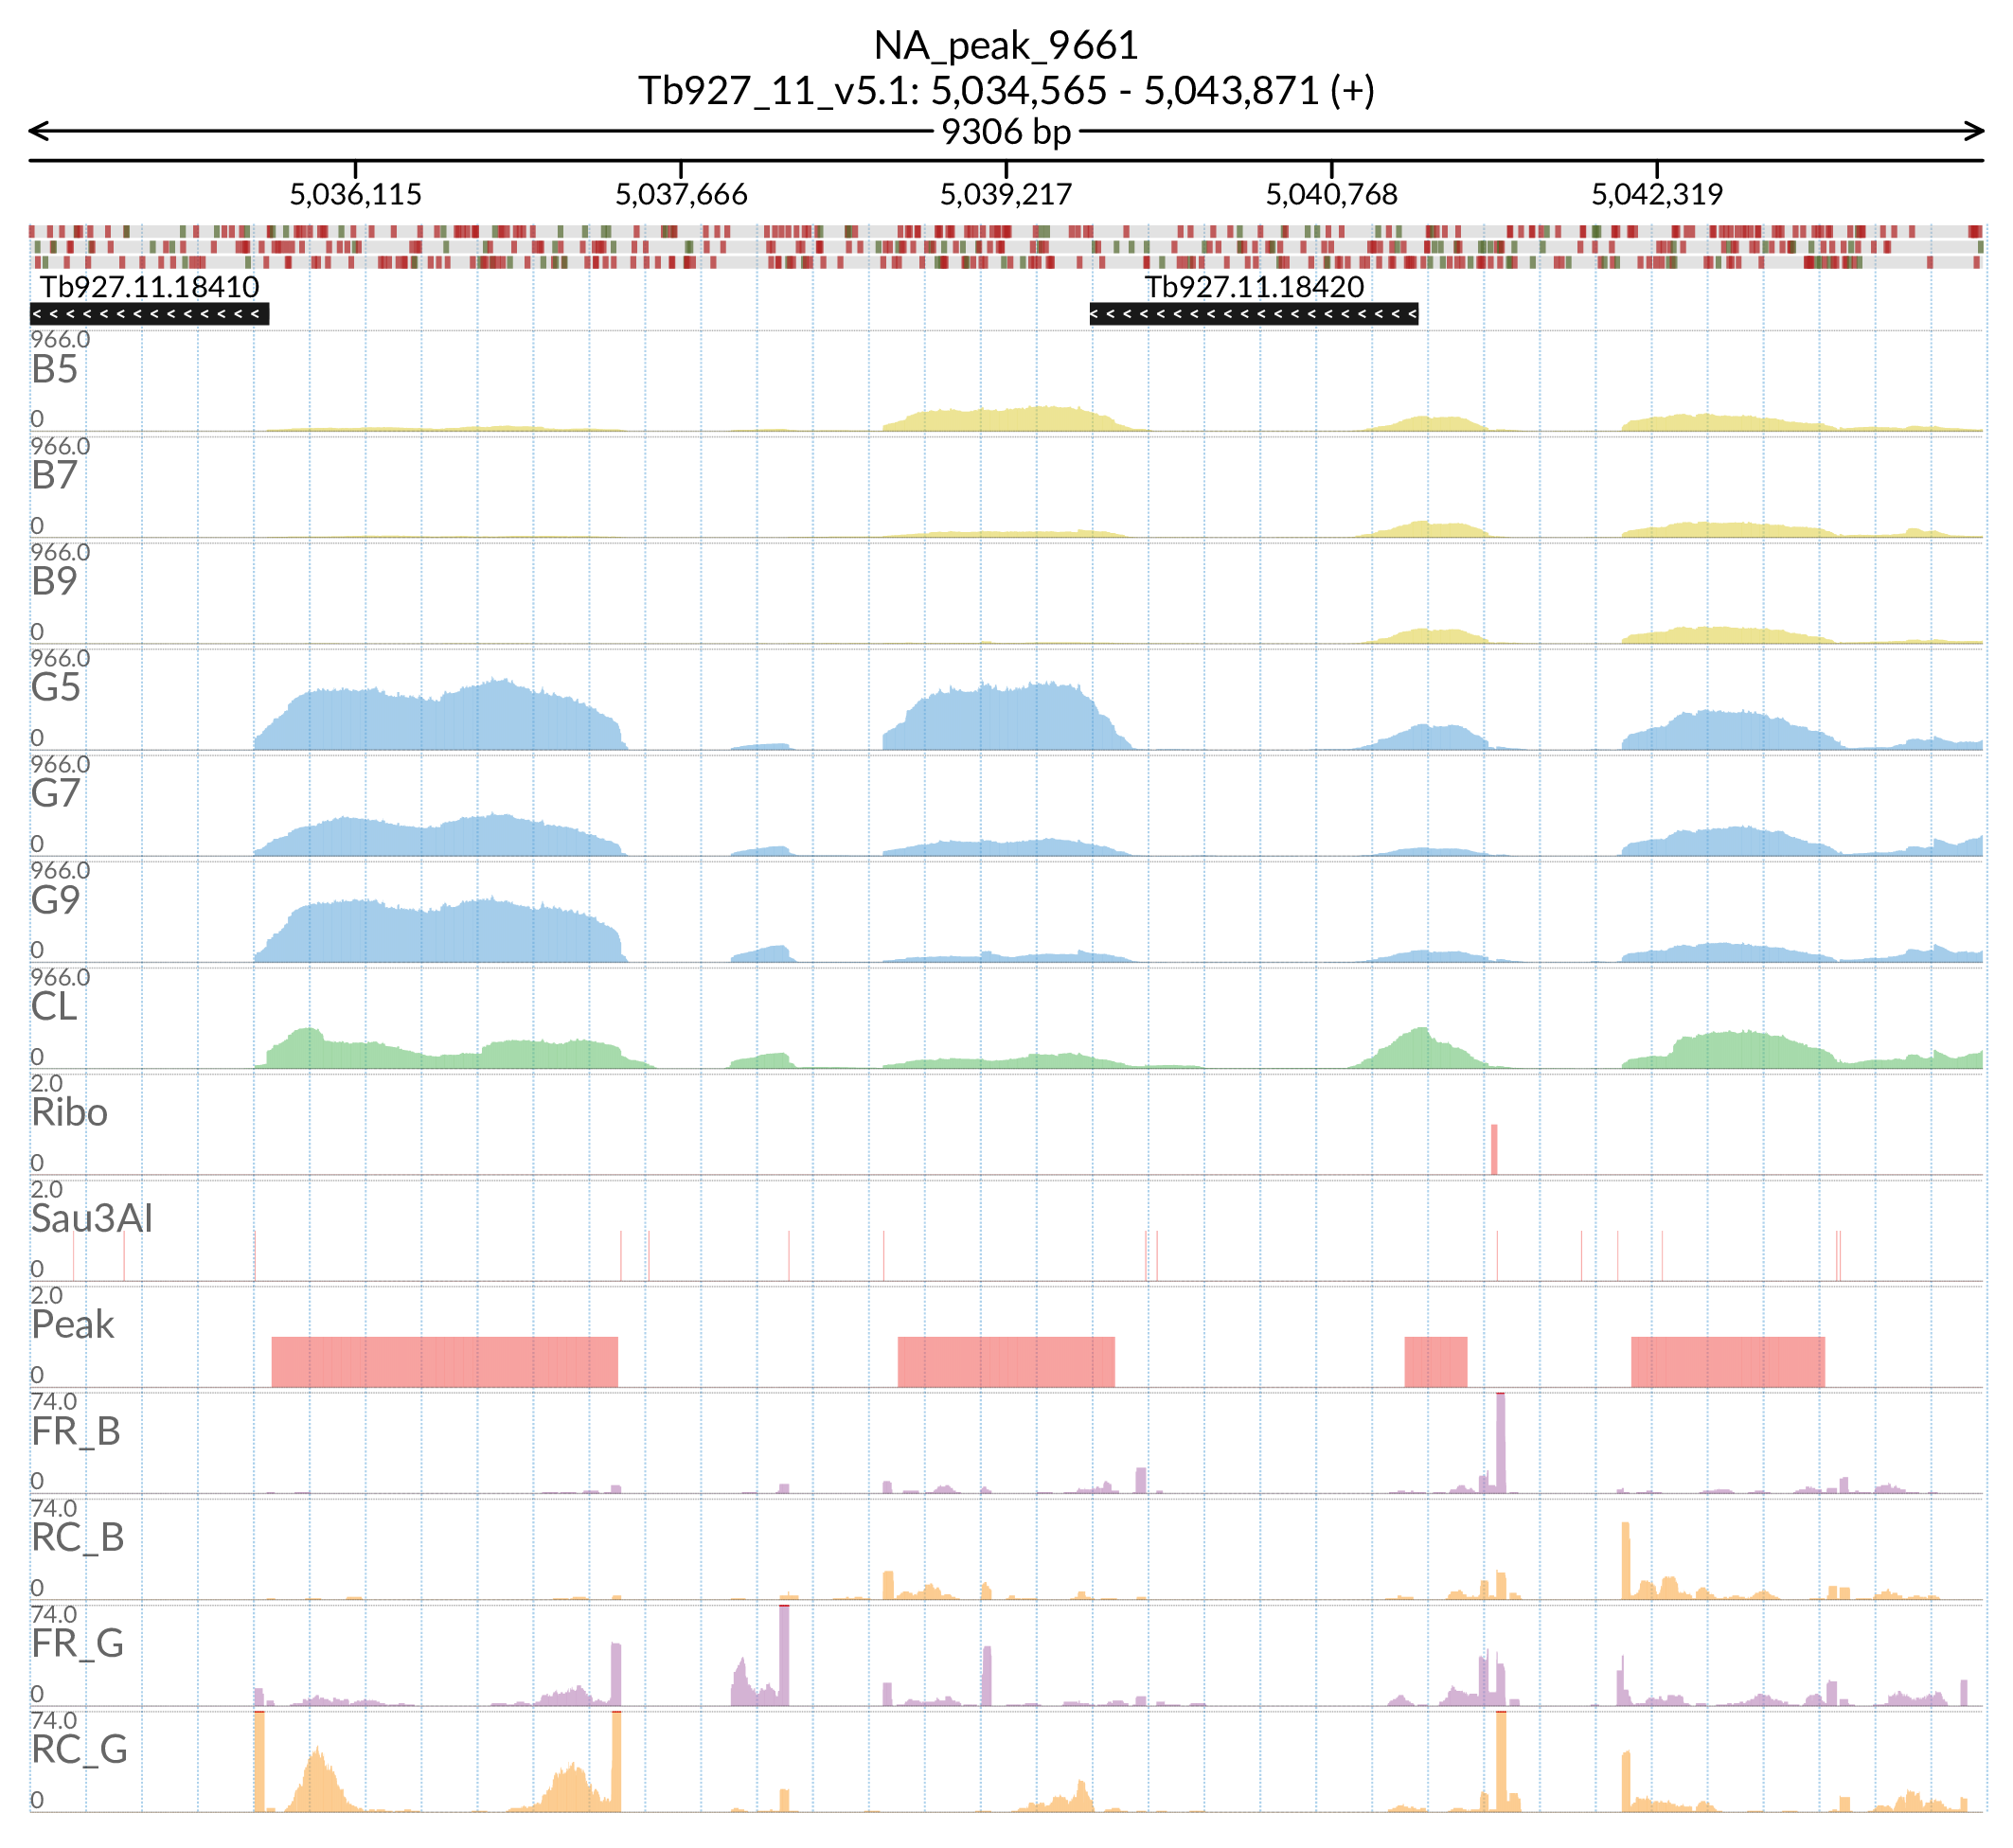 NA_peak_9661
Tb927_11_v5.1: 5,034,565 - 5,043,871 (+)
9306 bp
5,036,115 5,037,666 5,039,217 5,040,768 5,042,319
Tb927.11.18410 Tb927.11.18420
966.0
B5
0
966.0
B7
0
966.0
B9
0
966.0
G5
0
966.0
G7
0
966.0
G9
0
966.0
CL
0
2.0
Ribo
0
2.0
Sau3AI
0
2.0
Peak
0
74.0
FR_B
0
74.0
RC_B
0
74.0
FR_G
0
74.0
RC_G
0